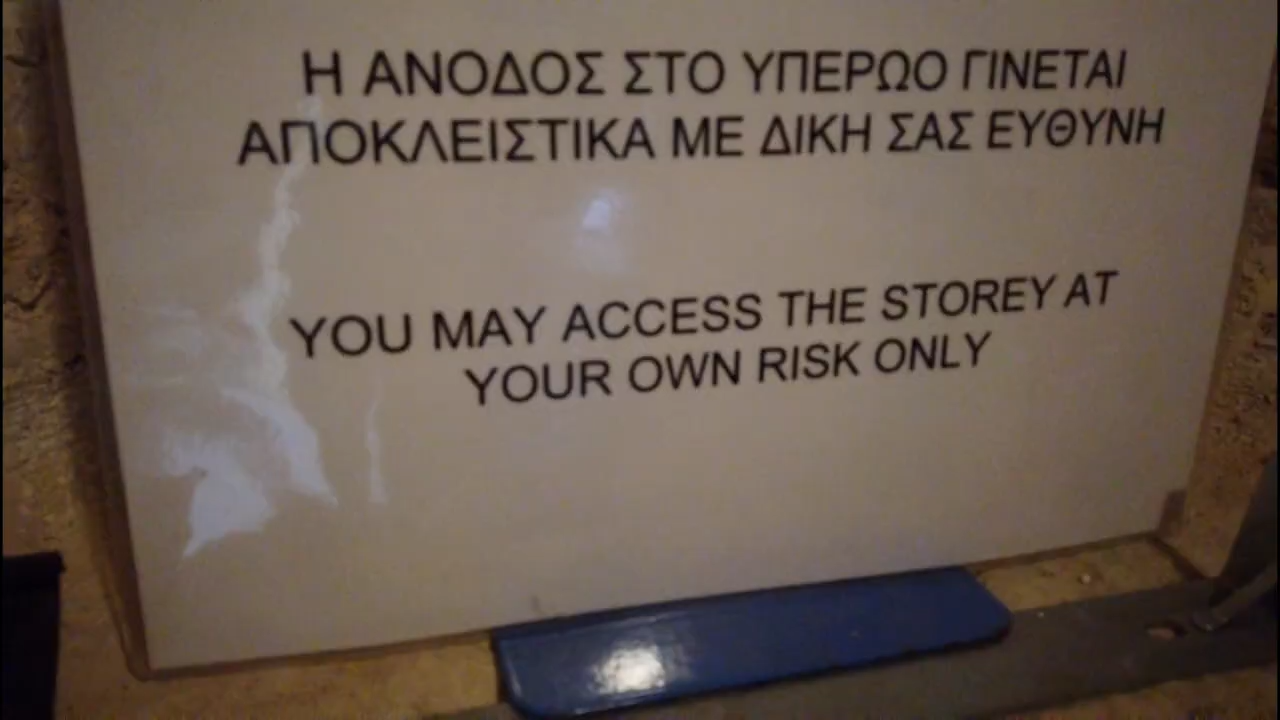 Η ΑΝΟΔΟΣ ΣΤΟ ΥΠΕΡΩΟ ΓΙΝΕΤΑΙ
ΑΠΟΚΛΕΙΣΤΙΚΑ ΜΕ ΔΙΚΗ ΣΑΣ ΕΥΘΥΝΗ
YOU MAY ACCESS THE STOREY AT
YOUR OWN RISK ONLY